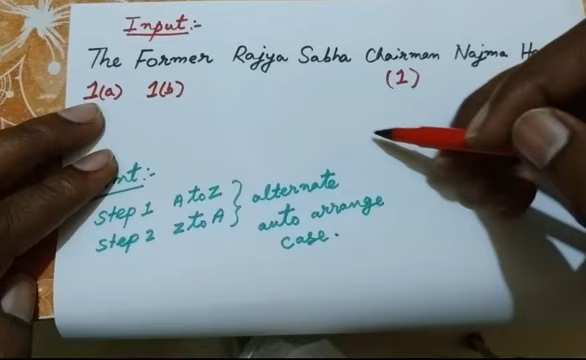 Input:-
The Former Rajya Sabha Chairman Najma
1(a) 1(b) (1)
Step 1 A to Z } alternate
Step 2 Z to A } auto arrange
case.